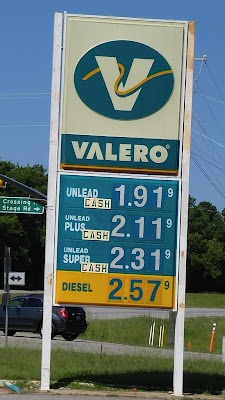 VALERO
UNLEAD
CASH
1.91 9
UNLEAD
PLUS
CASH
2.11 9
UNLEAD
SUPER
CASH
2.31 9
DIESEL 2.57 9
Crossing
Stage Rd